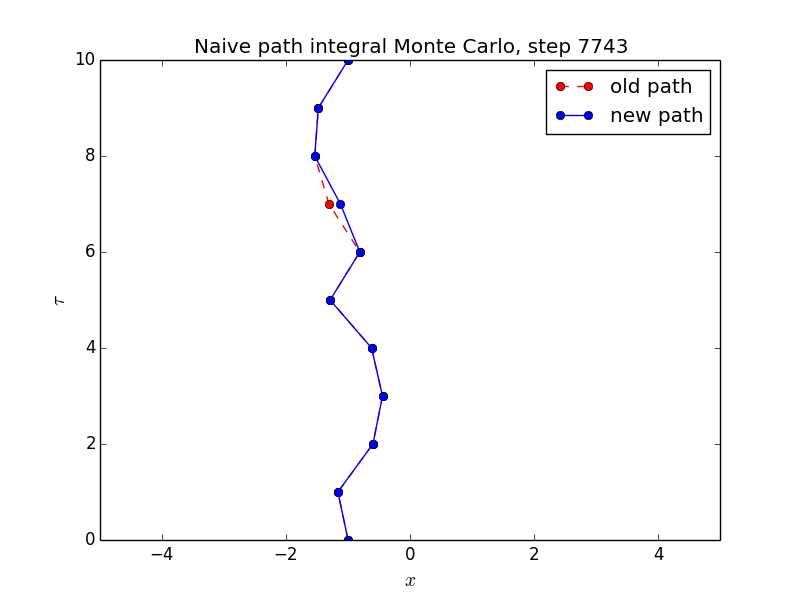 Naive path integral Monte Carlo, step 7743
old path
new path
10
8
6
4
2
0
τ
−4 −2 0 2 4
x